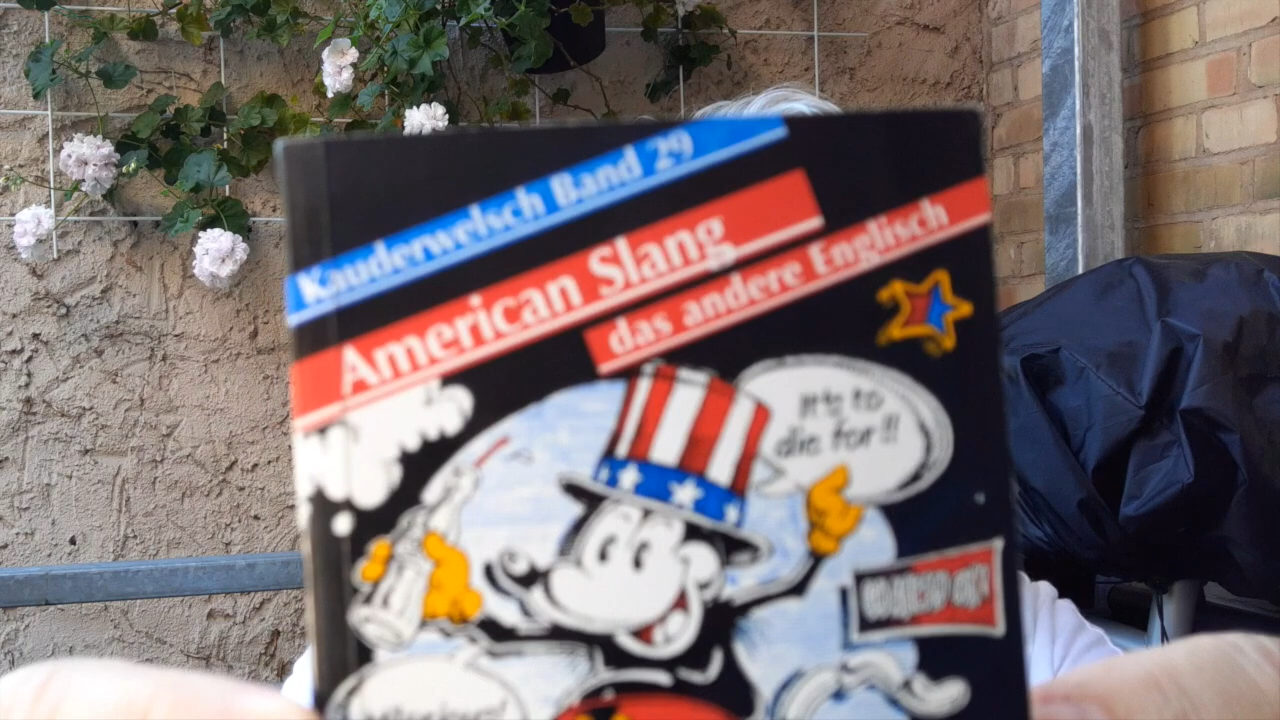 Kauderwelsch Band 29
American Slang
das andere Englisch
It's to
die for!!